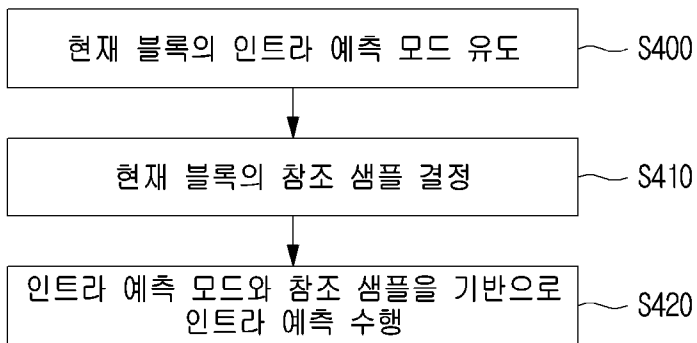 현재 블록의 인트라 예측 모드 유도
S400
현재 블록의 참조 샘플 결정
S410
인트라 예측 모드와 참조 샘플을 기반으로
인트라 예측 수행
S420